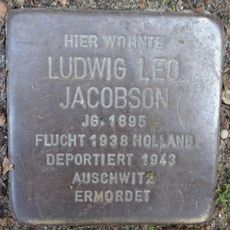 HIER WOHNTE
LUDWIG LEO
JACOBSON
JG. 1895
FLUCHT 1938 HOLLAND
DEPORTIERT 1943
AUSCHWITZ
ERMORDET